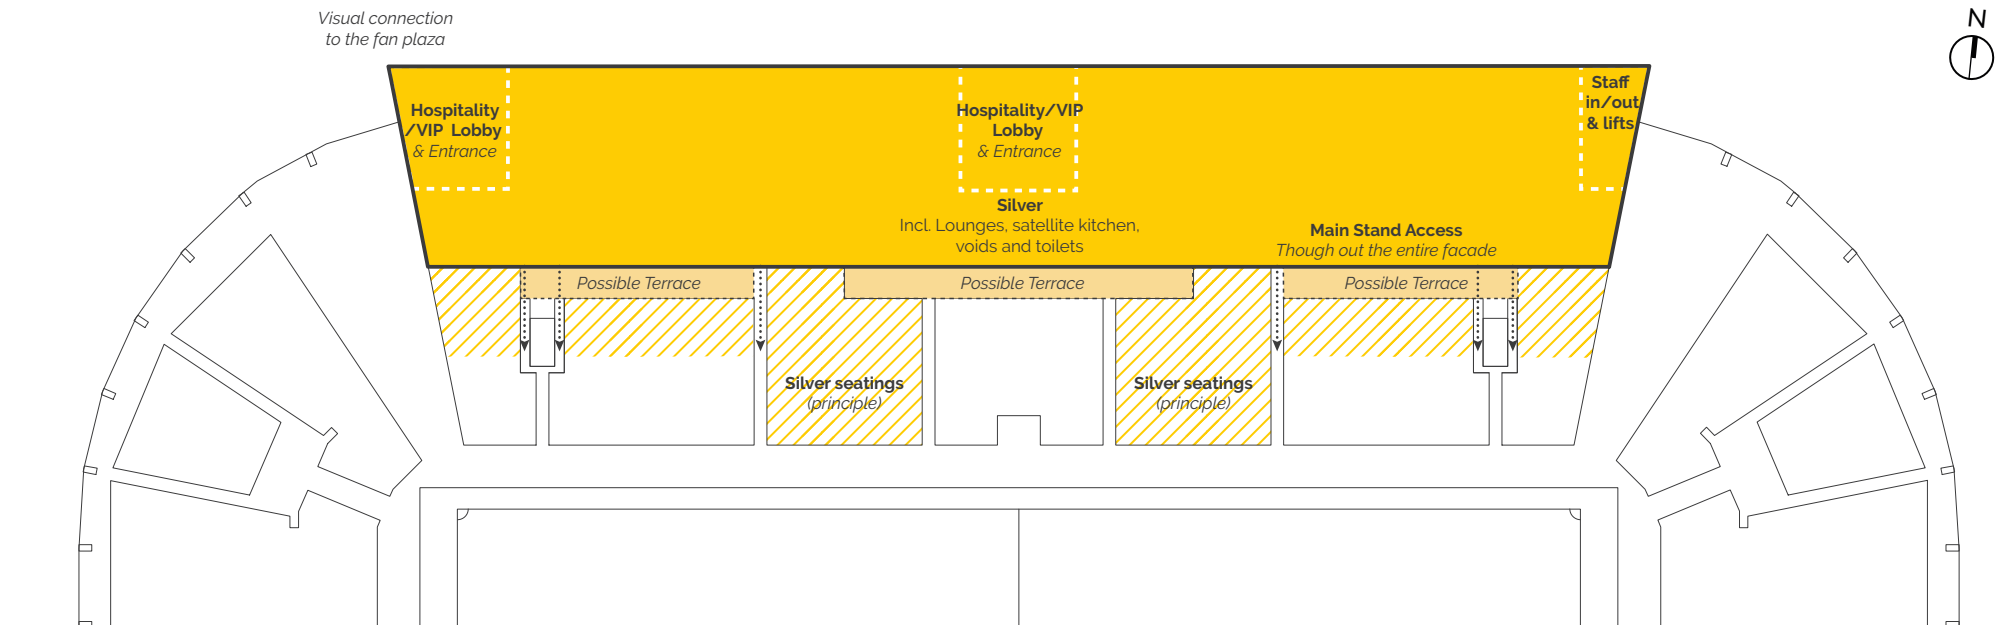 Visual connection
to the fan plaza
N
Hospitality
/VIP Lobby
& Entrance
Hospitality/VIP
Lobby
& Entrance
Staff
in/out
& lifts
Silver
Incl. Lounges, satellite kitchen,
voids and toilets
Main Stand Access
Though out the entire facade
Possible Terrace
Possible Terrace
Possible Terrace
Silver seatings
(principle)
Silver seatings
(principle)